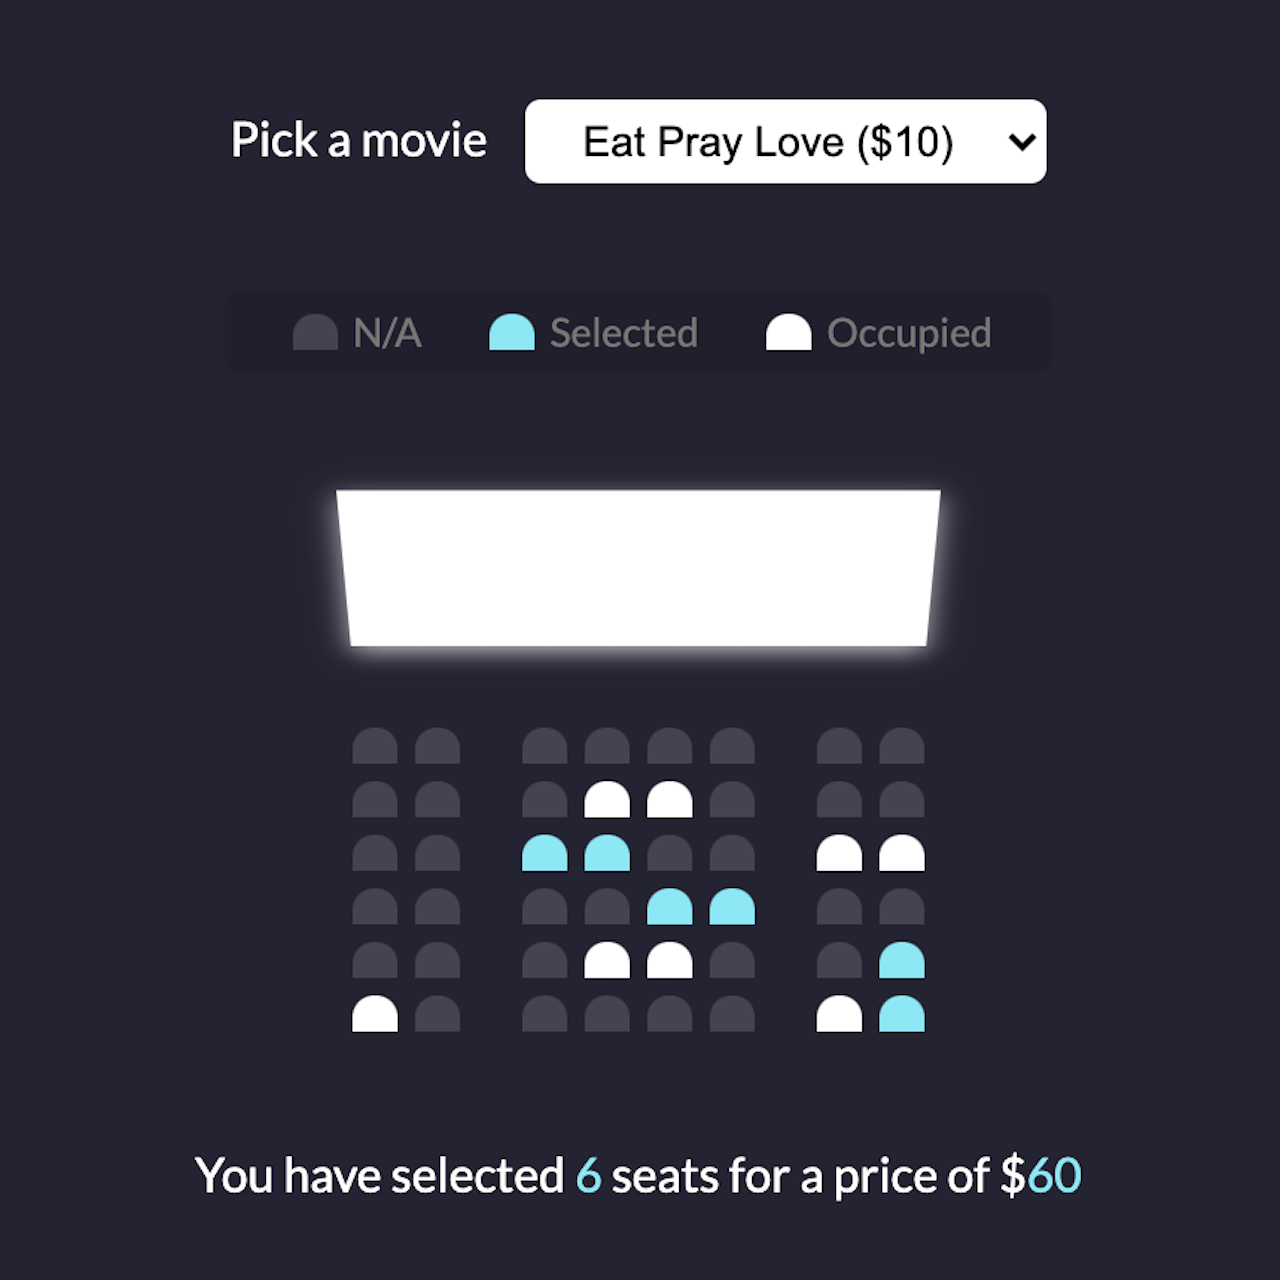 Pick a movie
Eat Pray Love ($10)
N/A Selected Occupied
You have selected 6 seats for a price of $60